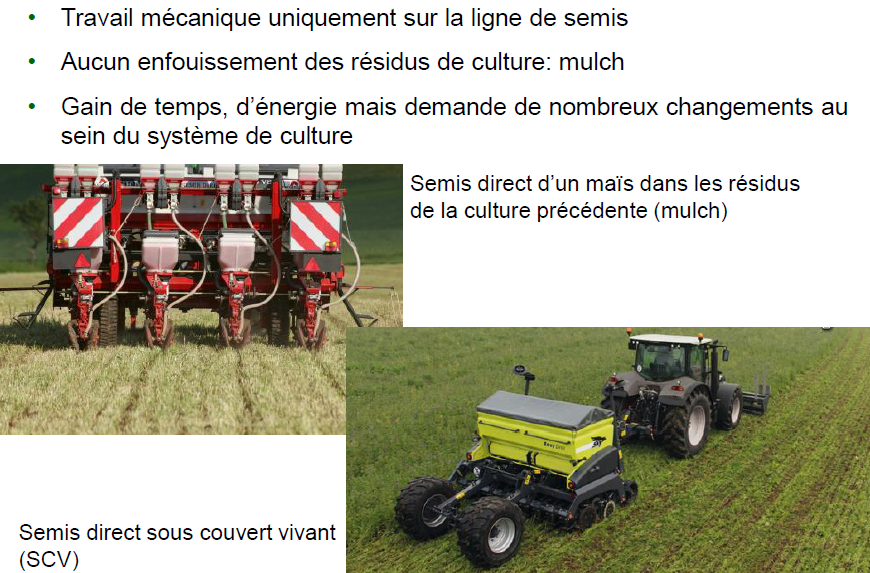 • Travail mécanique uniquement sur la ligne de semis
• Aucun enfouissement des résidus de culture: mulch
• Gain de temps, d’énergie mais demande de nombreux changements au
sein du système de culture
Semis direct d’un maïs dans les résidus
de la culture précédente (mulch)
Semis direct sous couvert vivant
(SCV)